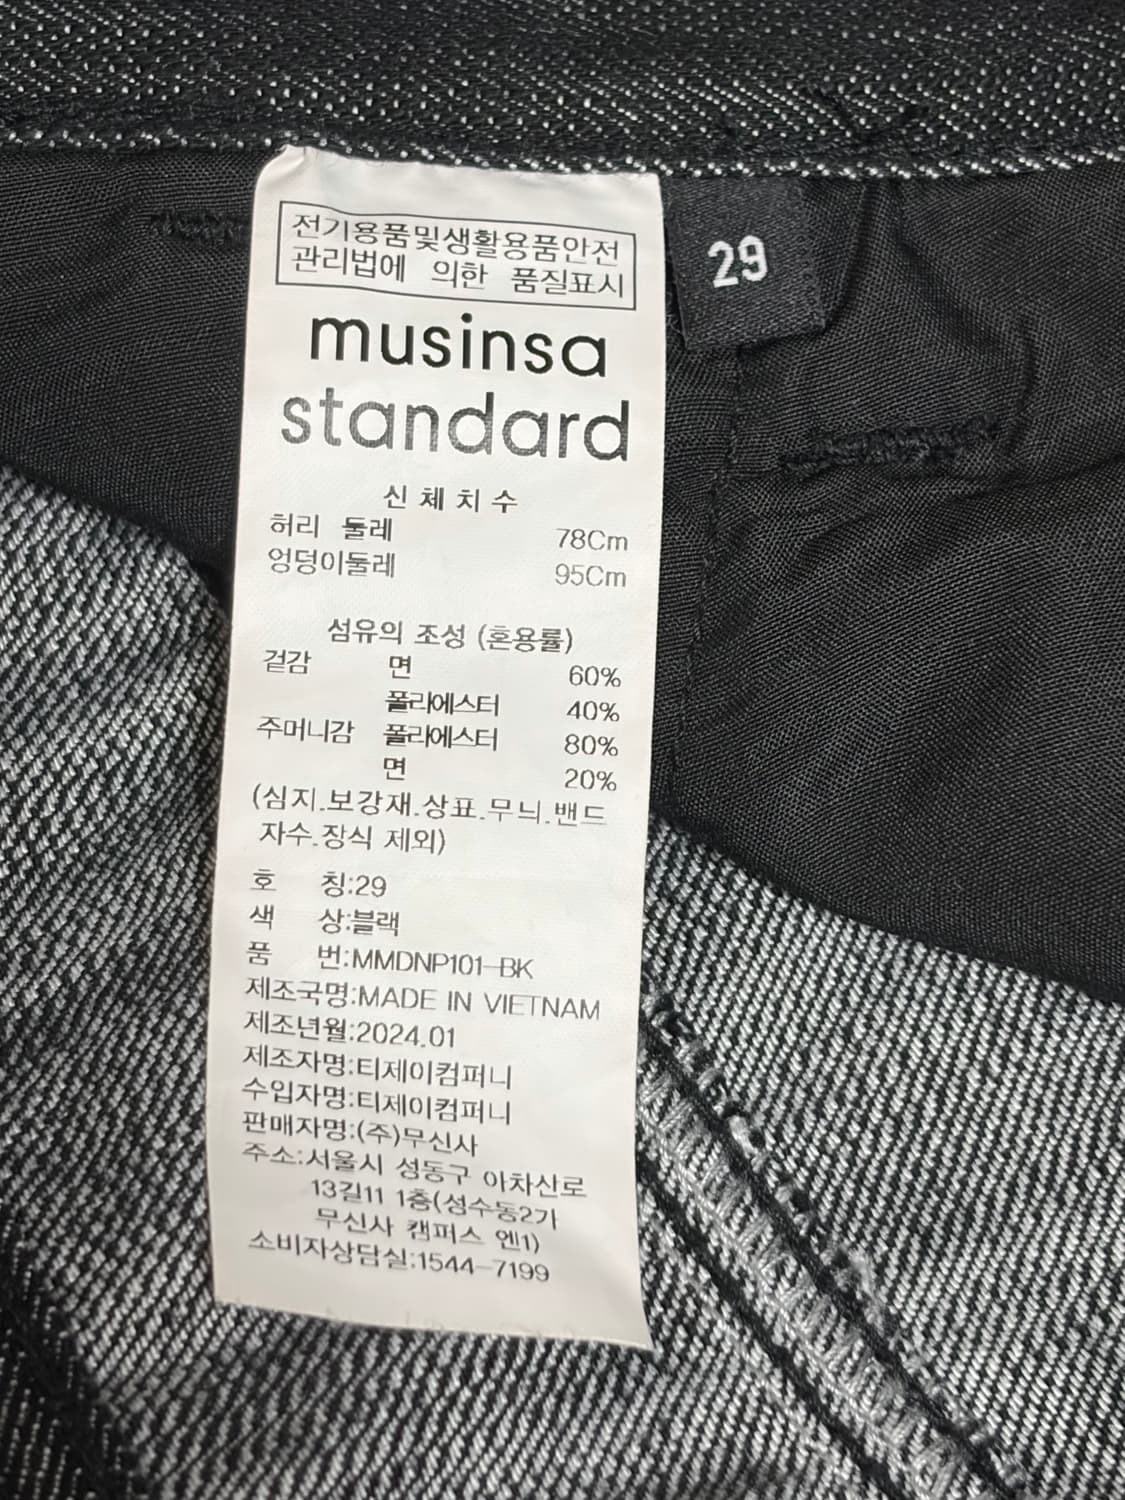 전기용품및생활용품안전
관리법에 의한 품질표시
29
musinsa
standard
신체치수
허리 둘레 78Cm
엉덩이둘레 95Cm
섬유의 조성 (혼용률)
겉감 면 60%
폴리에스터 40%
주머니감 폴리에스터 80%
면 20%
(심지.보강재.상표.무늬.밴드
자수.장식 제외)
호 칭:29
색 상:블랙
품 번:MMDNP101-BK
제조국명:MADE IN VIETNAM
제조년월:2024.01
제조자명:티제이컴퍼니
수입자명:티제이컴퍼니
판매자명:(주)무신사
주소:서울시 성동구 아차산로
13길11 1층(성수동2가
무신사 캠퍼스 엔1)
소비자상담실:1544-7199